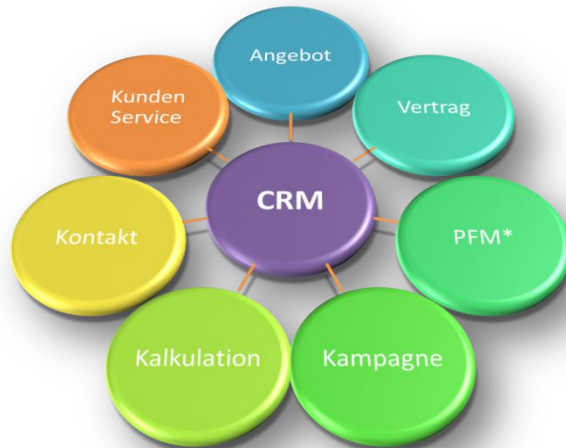 Angebot
Kunden
Service
Vertrag
CRM
Kontakt
PFM*
Kalkulation
Kampagne